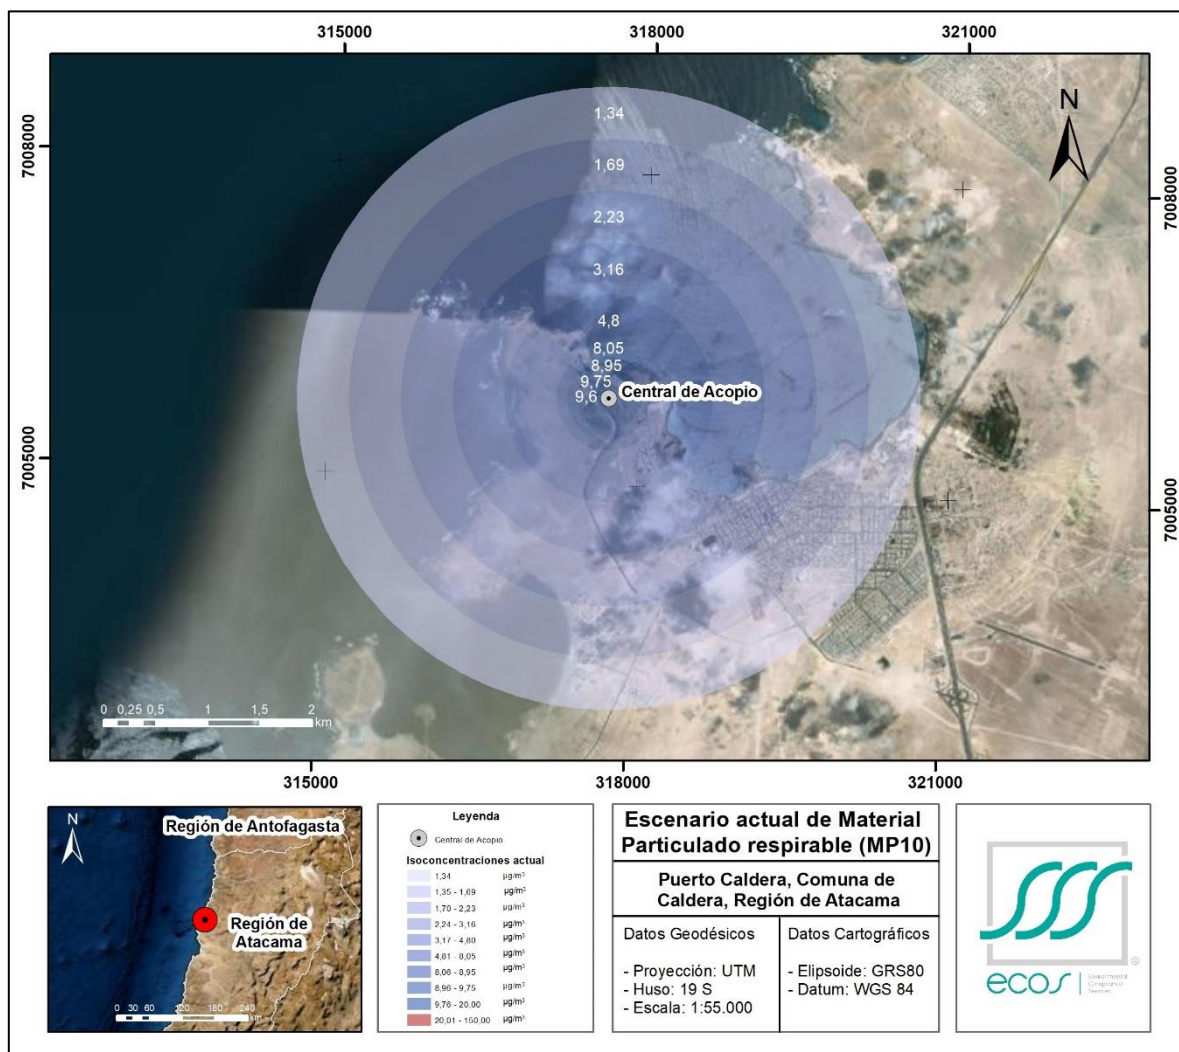 315000 318000 321000
7008000
7005000
7008000
7005000
N
1,34
1,69
2,23
3,16
4,8
8,05
8,95
9,75
9,6 Central de Acopio
0 0,25 0,5 1 1,5 2
km
315000 318000 321000
N
Región de Antofagasta
Región de
Atacama
0 30 60 120 180 240
km
Leyenda
Central de Acopio
Isoconcentraciones actual
1,34 µg/m³
1,35 - 1,69 µg/m³
1,70 - 2,23 µg/m³
2,24 - 3,16 µg/m³
3,17 - 4,80 µg/m³
4,81 - 8,05 µg/m³
8,06 - 8,95 µg/m³
8,96 - 9,75 µg/m³
9,76 - 20,00 µg/m³
20,01 - 150,00 µg/m³
Escenario actual de Material
Particulado respirable (MP10)
Puerto Caldera, Comuna de
Caldera, Región de Atacama
Datos Geodésicos
- Proyección: UTM
- Huso: 19 S
- Escala: 1:55.000
Datos Cartográficos
- Elipsoide: GRS80
- Datum: WGS 84
®
ecos
Environmental
Compliance
Services